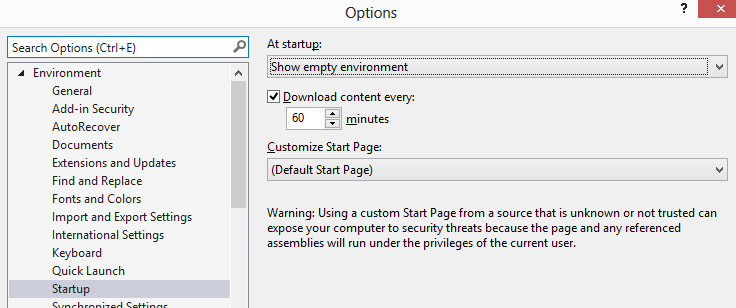 Options
?
Search Options (Ctrl+E)
Environment
General
Add-in Security
AutoRecover
Documents
Extensions and Updates
Find and Replace
Fonts and Colors
Import and Export Settings
International Settings
Keyboard
Quick Launch
Startup
Synchronized Settings
At startup:
Show empty environment
Download content every:
60
minutes
Customize Start Page:
(Default Start Page)
Warning: Using a custom Start Page from a source that is unknown or not trusted can
expose your computer to security threats because the page and any referenced
assemblies will run under the privileges of the current user.